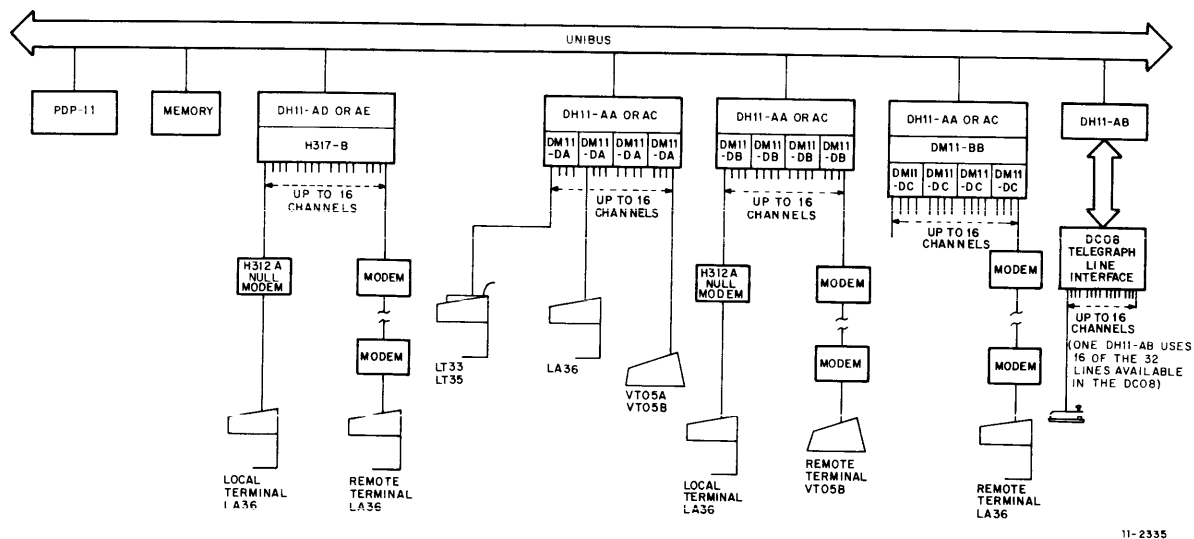 UNIBUS
PDP-11
MEMORY
DH11-AD OR AE
H317-B
UP TO 16
CHANNELS
H312A
NULL
MODEM
MODEM
MODEM
LOCAL
TERMINAL
LA36
REMOTE
TERMINAL
LA36
DH11-AA OR AC
DM11
-DA
DM11
-DA
DM11
-DA
DM11
-DA
UP TO 16
CHANNELS
LT33
LT35
LA36
VT05A
VT05B
DH11-AA OR AC
DM11
-DB
DM11
-DB
DM11
-DB
DM11
-DB
UP TO 16
CHANNELS
H312A
NULL
MODEM
MODEM
MODEM
LOCAL
TERMINAL
LA36
REMOTE
TERMINAL
VT05B
DH11-AA OR AC
DM11-BB
DM11
-DC
DM11
-DC
DM11
-DC
DM11
-DC
UP TO 16
CHANNELS
MODEM
MODEM
REMOTE
TERMINAL
LA36
DH11-AB
DC08
TELEGRAPH
LINE
INTERFACE
UP TO 16
CHANNELS
(ONE DH11-AB USES
16 OF THE 32
LINES AVAILABLE
IN THE DC08)
11-2335